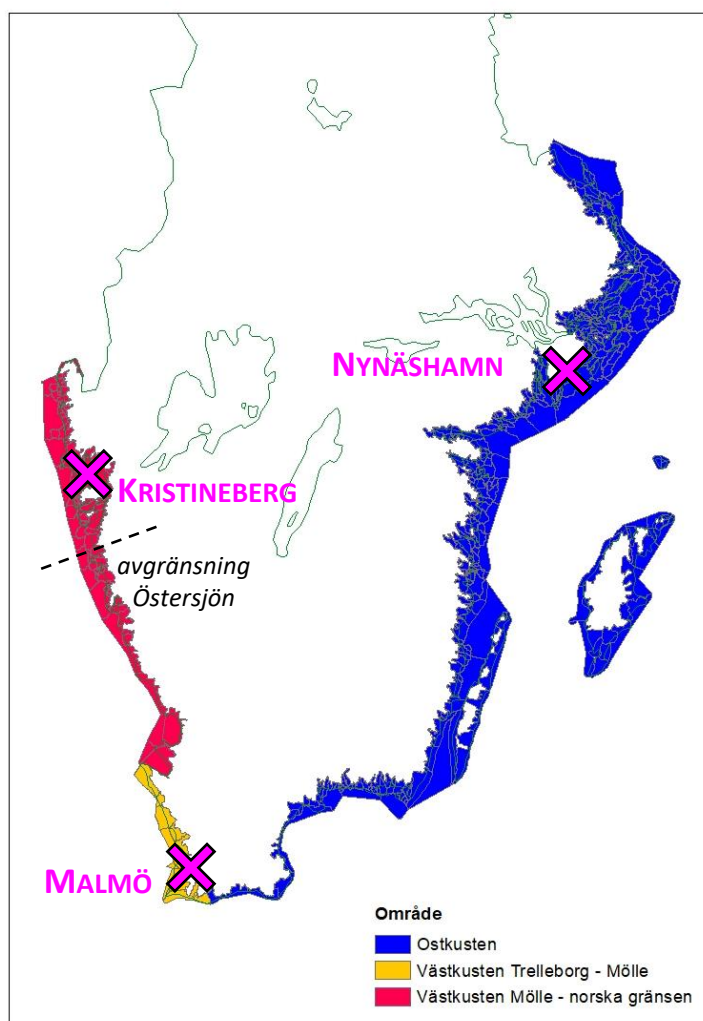 NYNÄSHAMN
KRISTINEBERG
avgränsning
Östersjön
MALMÖ
Område
Ostkusten
Västkusten Trelleborg - Mölle
Västkusten Mölle - norska gränsen